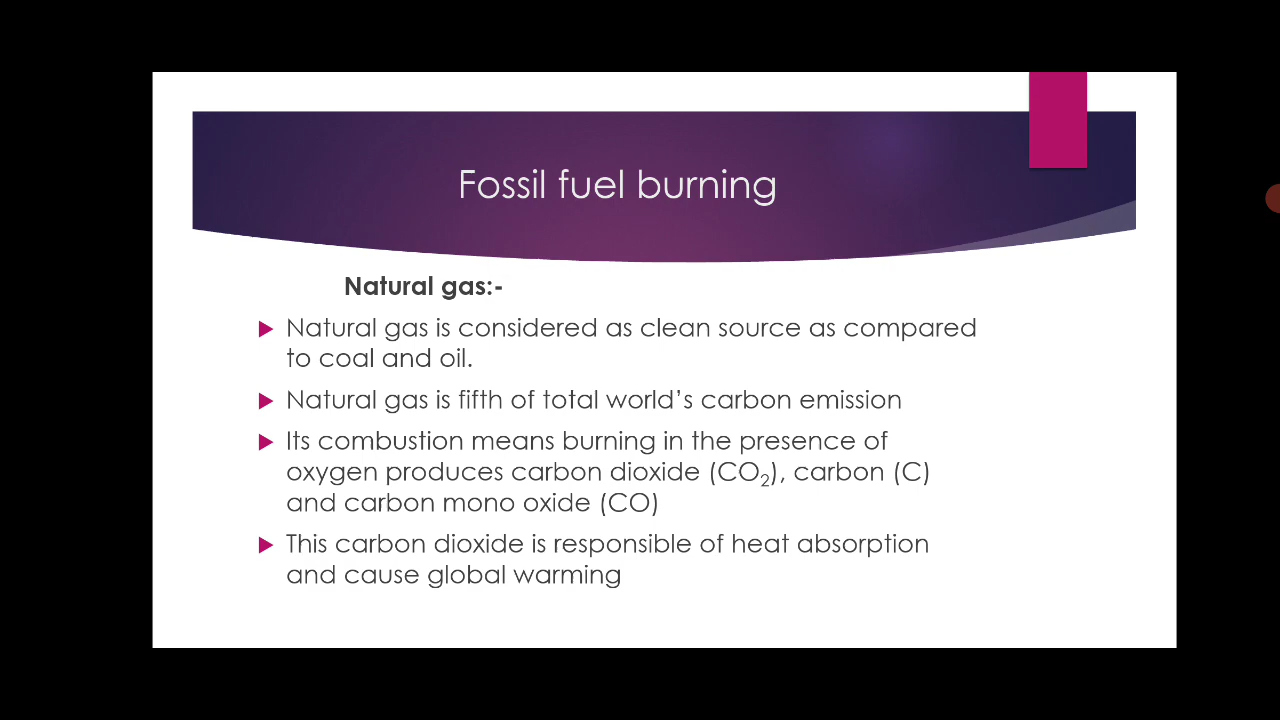 Fossil fuel burning
Natural gas:-
Natural gas is considered as clean source as compared
to coal and oil.
Natural gas is fifth of total world’s carbon emission
Its combustion means burning in the presence of
oxygen produces carbon dioxide (CO₂), carbon (C)
and carbon mono oxide (CO)
This carbon dioxide is responsible of heat absorption
and cause global warming